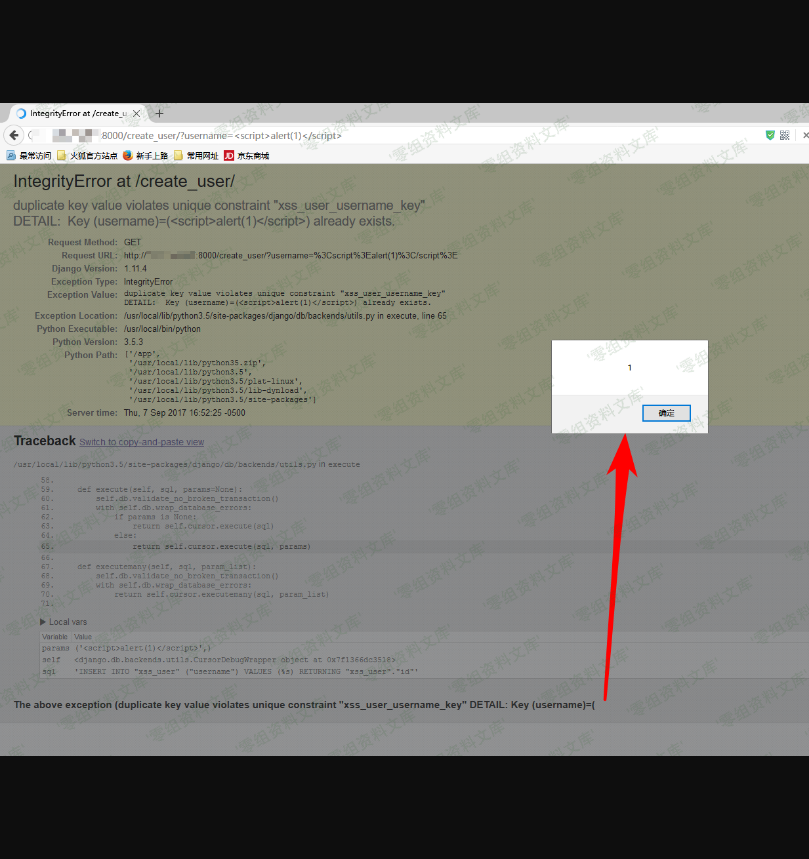 IntegrityError at /create_u
:8000/create_user/?username=<script>alert(1)</script>
最常访问 火狐官方站点 新手上路 常用网址 JD 京东商城
IntegrityError at /create_user/
duplicate key value violates unique constraint "xss_user_username_key"
DETAIL: Key (username)=(<script>alert(1)</script>) already exists.
Request Method: GET
Request URL: http:// :8000/create_user/?username=%3Cscript%3Ealert(1)%3C/script%3E
Django Version: 1.11.4
Exception Type: IntegrityError
Exception Value: duplicate key value violates unique constraint "xss_user_username_key"
DETAIL: Key (username)=(<script>alert(1)</script>) already exists.
Exception Location: /usr/local/lib/python3.5/site-packages/django/db/backends/utils.py in execute, line 65
Python Executable: /usr/local/bin/python
Python Version: 3.5.3
Python Path: ['/app',
'/usr/local/lib/python35.zip',
'/usr/local/lib/python3.5',
'/usr/local/lib/python3.5/plat-linux',
'/usr/local/lib/python3.5/lib-dynload',
'/usr/local/lib/python3.5/site-packages']
Server time: Thu, 7 Sep 2017 16:52:25 -0500
1
确定
Traceback Switch to copy-and-paste view
/usr/local/lib/python3.5/site-packages/django/db/backends/utils.py in execute
58.
59. def execute(self, sql, params=None):
60. self.db.validate_no_broken_transaction()
61. with self.db.wrap_database_errors:
62. if params is None:
63. return self.cursor.execute(sql)
64. else:
65. return self.cursor.execute(sql, params)
66.
67. def executemany(self, sql, param_list):
68. self.db.validate_no_broken_transaction()
69. with self.db.wrap_database_errors:
70. return self.cursor.executemany(sql, param_list)
71.
▶ Local vars
Variable Value
params ('<script>alert(1)</script>',)
self <django.db.backends.utils.CursorDebugWrapper object at 0x7f1366dc3518>
sql 'INSERT INTO "xss_user" ("username") VALUES (%s) RETURNING "xss_user"."id"'
The above exception (duplicate key value violates unique constraint "xss_user_username_key" DETAIL: Key (username)=(
'零组资料文库'